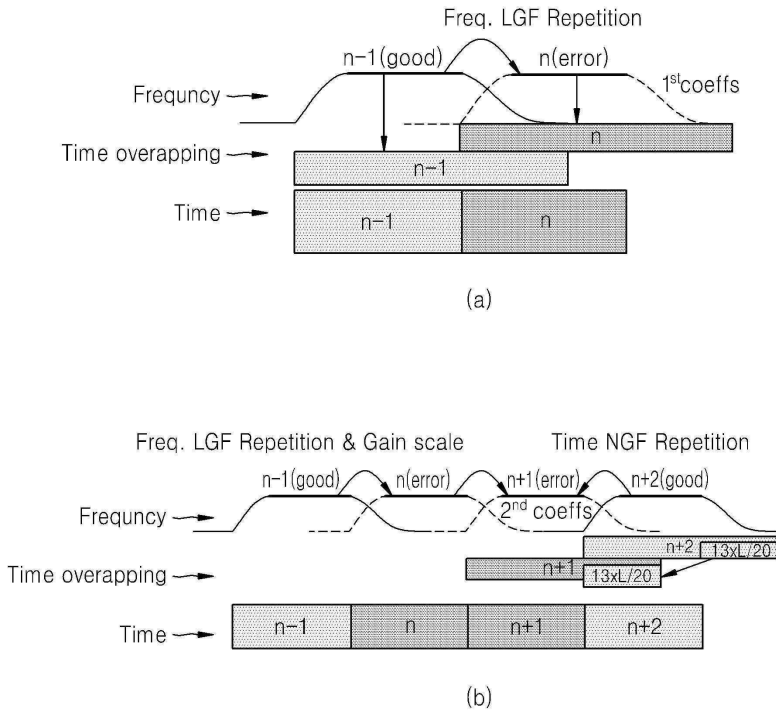 Freq. LGF Repetition
n-1(good) n(error)
1st coeffs
Frequncy
n
Time overapping
n-1
Time n-1 n
(a)
Freq. LGF Repetition & Gain scale Time NGF Repetition
n-1(good) n(error) n+1(error) n+2(good)
2nd coeffs
Frequncy
n+2 13xL/20
n+1 13xL/20
Time overapping
Time n-1 n n+1 n+2
(b)